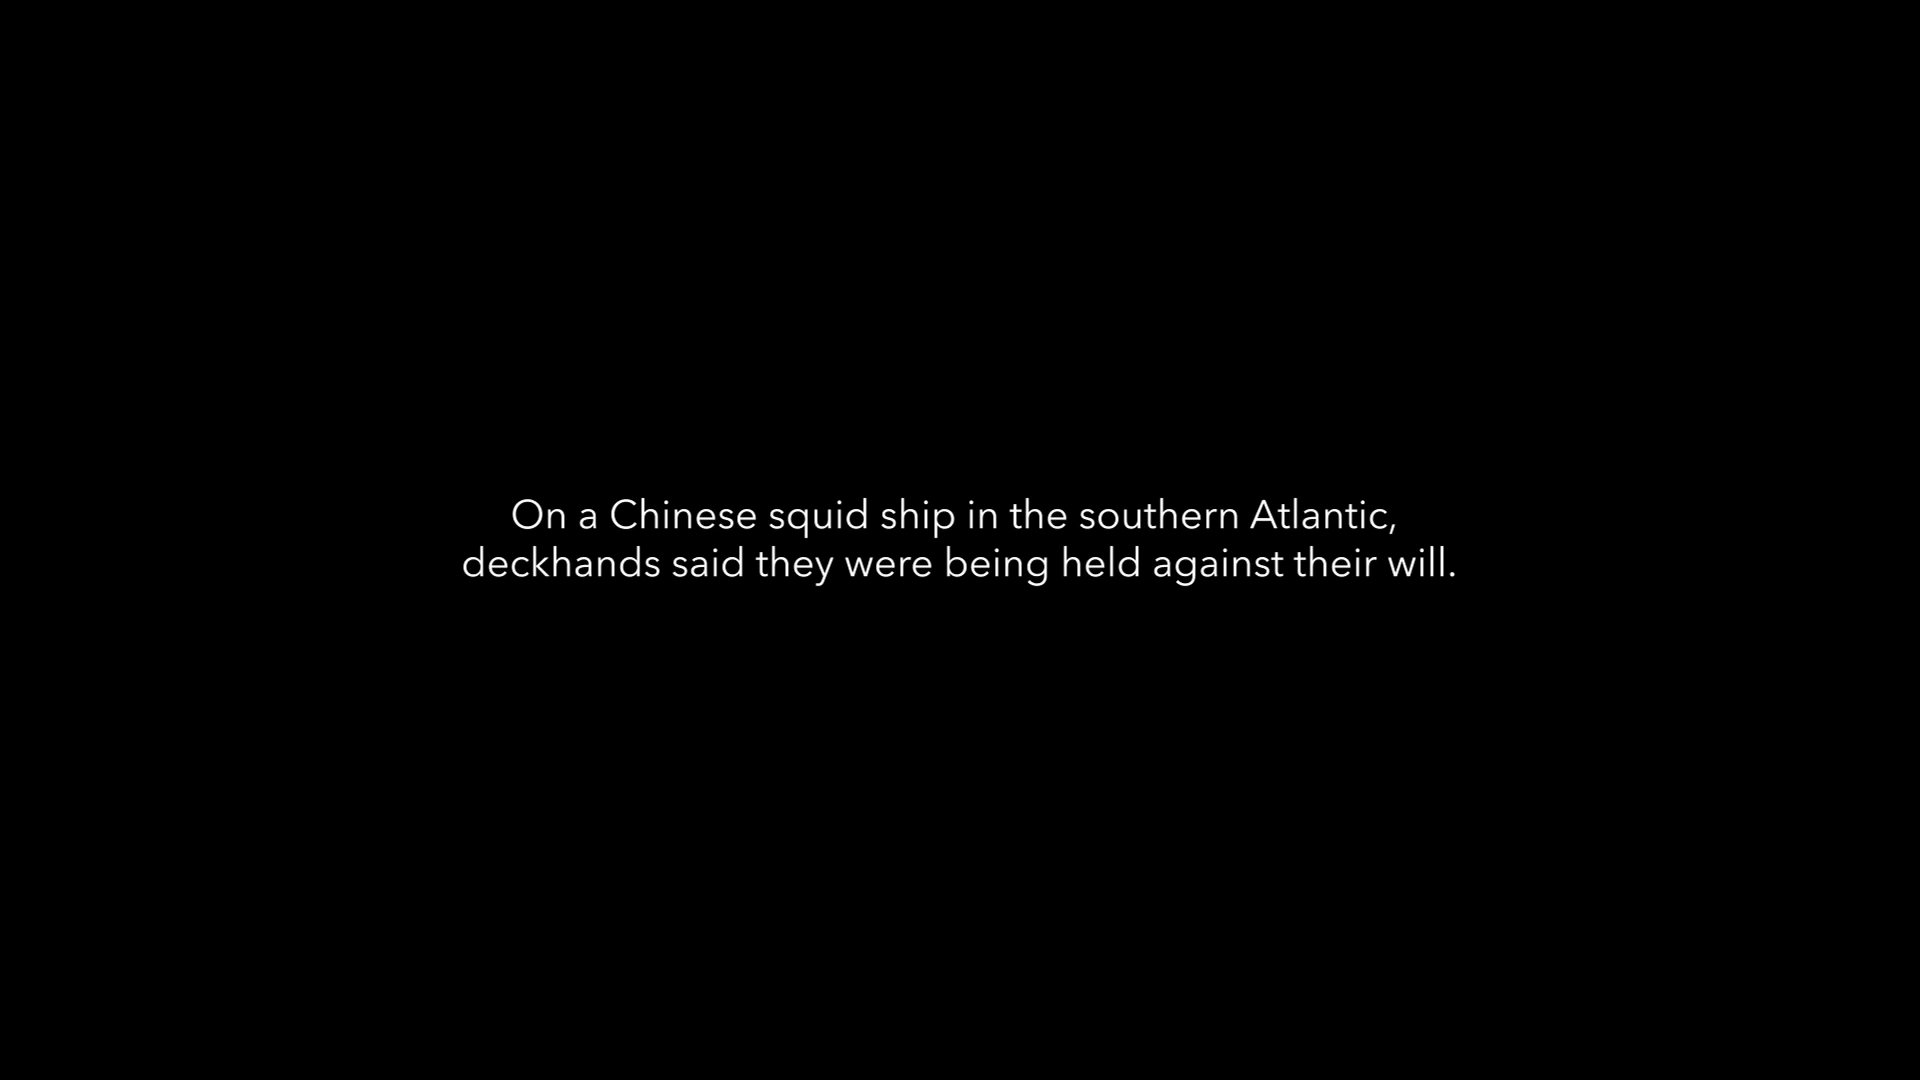 On a Chinese squid ship in the southern Atlantic,
deckhands said they were being held against their will.